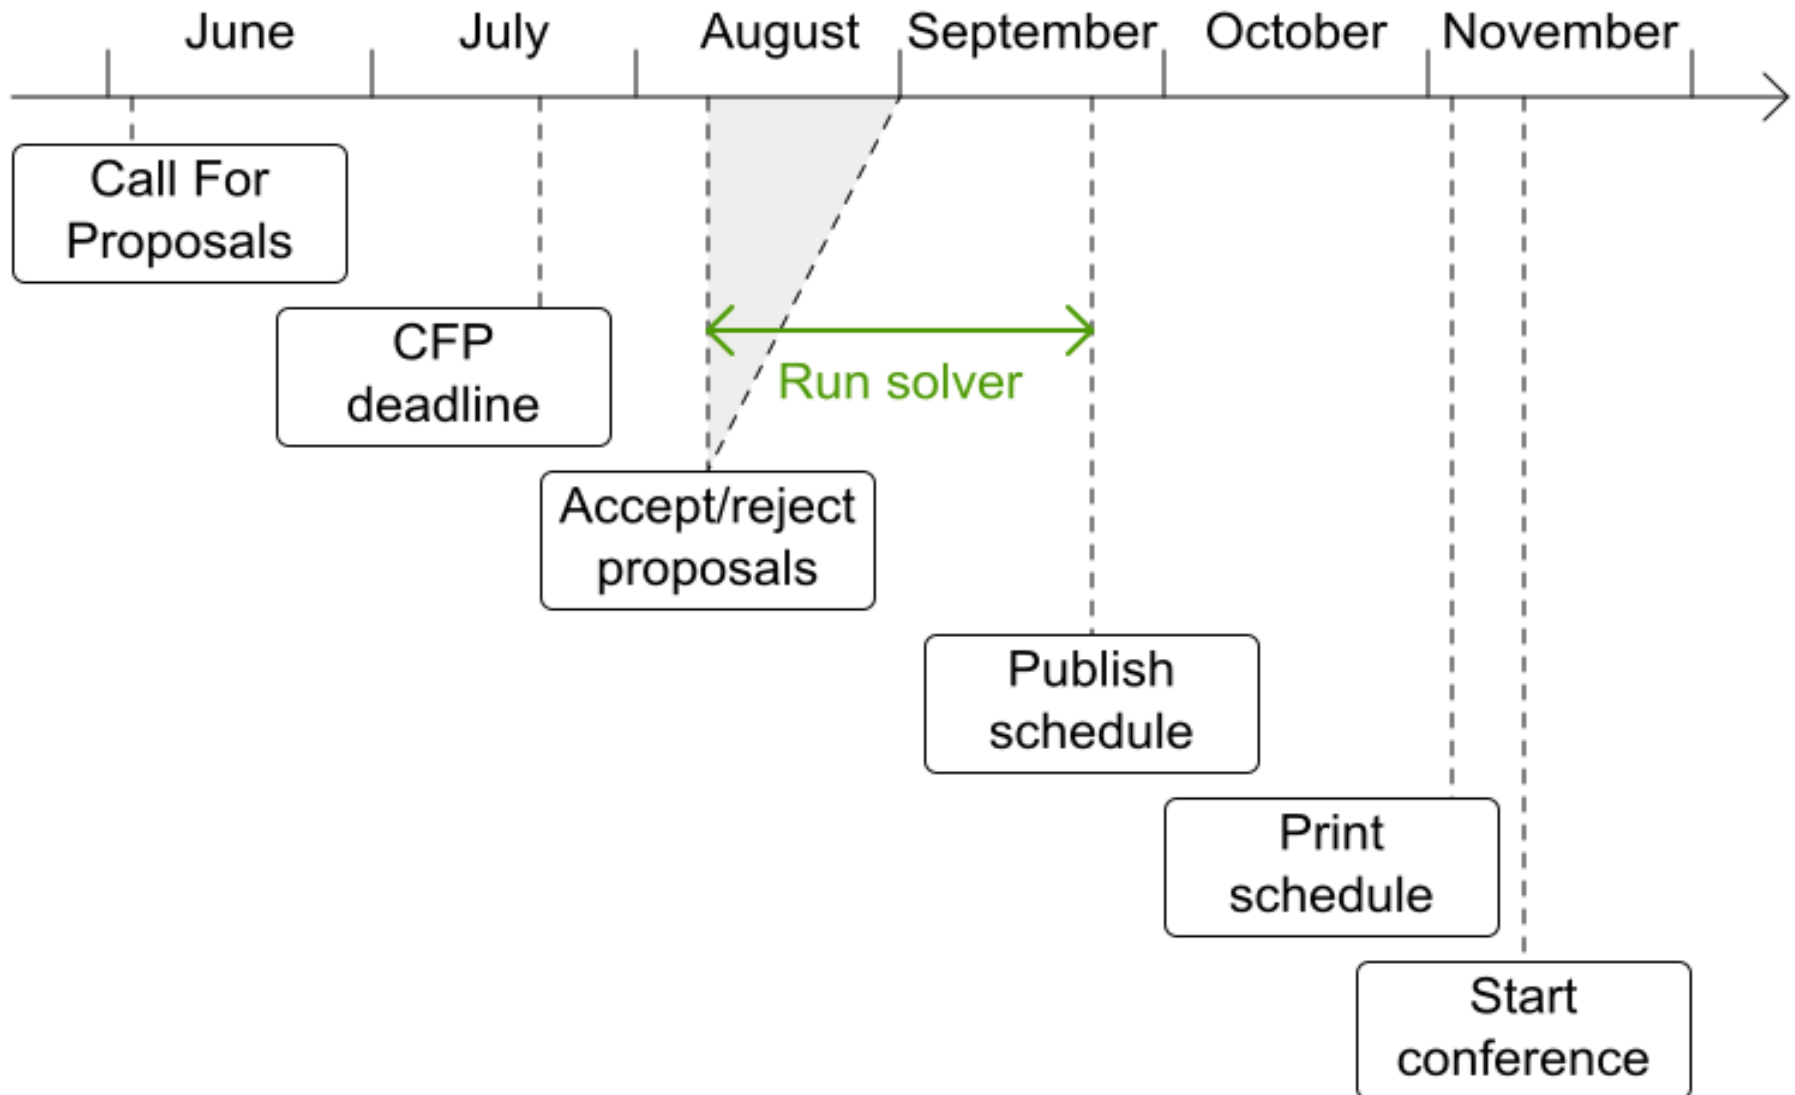 June July August September October November
Call For
Proposals
CFP
deadline
Run solver
Accept/reject
proposals
Publish
schedule
Print
schedule
Start
conference